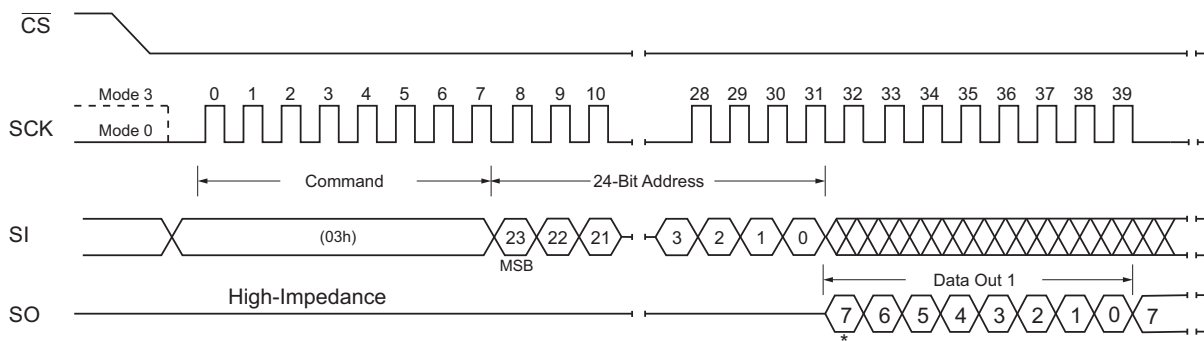 CS
Mode 3
0 1 2 3 4 5 6 7 8 9 10 28 29 30 31 32 33 34 35 36 37 38 39
SCK
Mode 0
Command
24-Bit Address
SI
(03h)
23 22 21 3 2 1 0
MSB
Data Out 1
High-Impedance
SO
7 6 5 4 3 2 1 0 7
*